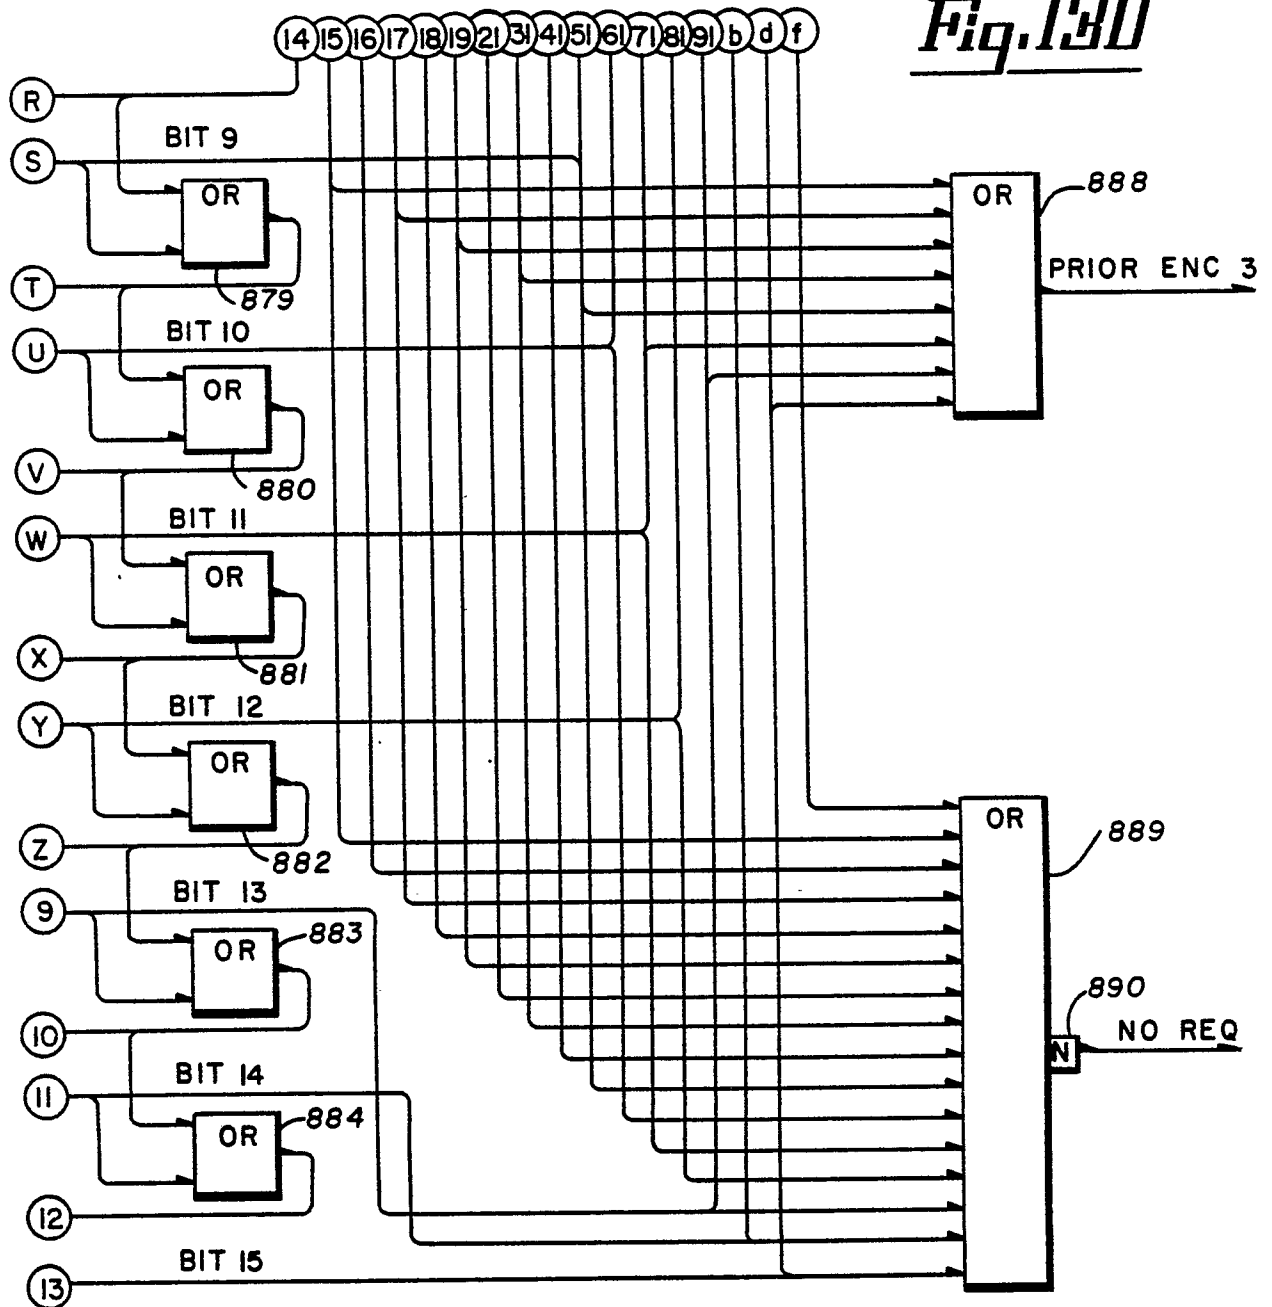 Fig. 13D
14 15 16 17 18 19 21 31 41 51 61 71 81 91 b d f
R
BIT 9
S
OR
OR
888
PRIOR ENC 3
T
879
BIT 10
U
OR
V
880
BIT 11
W
OR
X
881
BIT 12
Y
OR
Z
882
OR
889
BIT 13
9
OR
883
890
N
NO REQ
10
BIT 14
11
OR
884
12
BIT 15
13